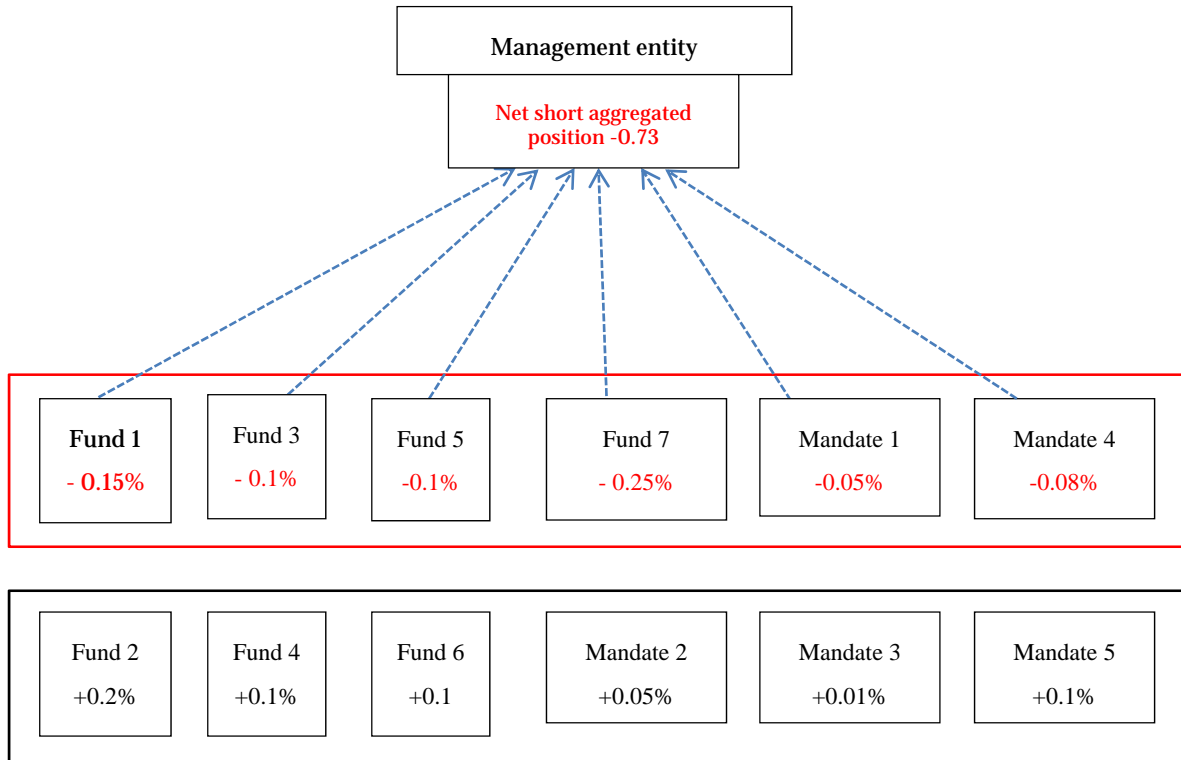 Management entity
Net short aggregated
position -0.73
Fund 1
- 0.15%
Fund 3
- 0.1%
Fund 5
-0.1%
Fund 7
- 0.25%
Mandate 1
-0.05%
Mandate 4
-0.08%
Fund 2
+0.2%
Fund 4
+0.1%
Fund 6
+0.1
Mandate 2
+0.05%
Mandate 3
+0.01%
Mandate 5
+0.1%